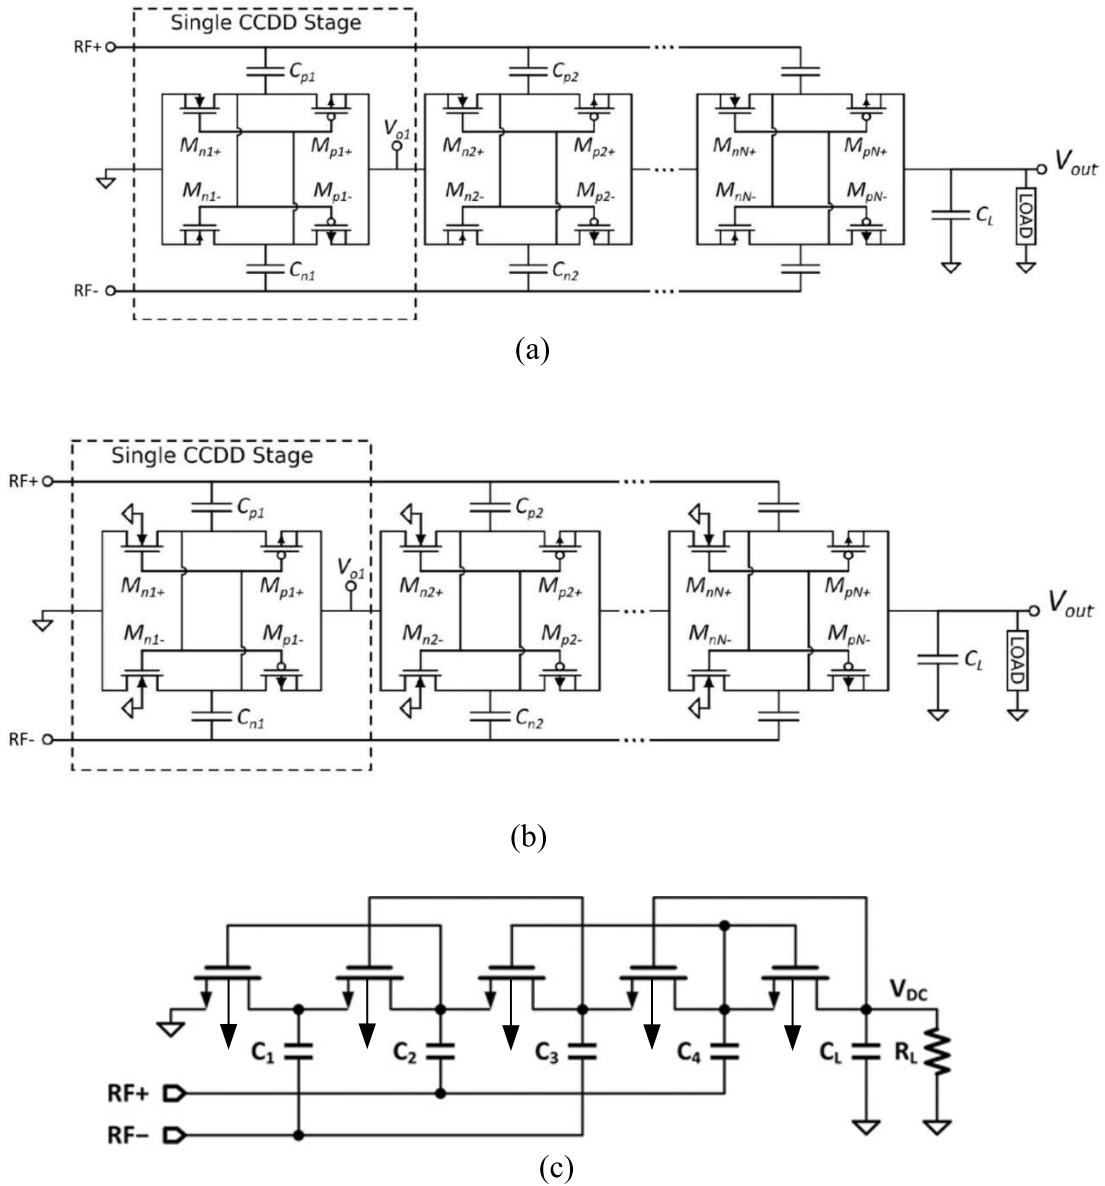 Single CCDD Stage
RF+
C_p1 C_p2
V_o1
M_n1+ M_p1+ M_n2+ M_p2+ M_nN+ M_pN+
V_out
M_n1- M_p1- M_n2- M_p2- M_nN- M_pN-
C_L LOAD
C_n1 C_n2
RF-
(a)
Single CCDD Stage
RF+
C_p1 C_p2
V_o1
M_n1+ M_p1+ M_n2+ M_p2+ M_nN+ M_pN+
V_out
M_n1- M_p1- M_n2- M_p2- M_nN- M_pN-
C_L LOAD
C_n1 C_n2
RF-
(b)
V_DC
C_1 C_2 C_3 C_4 C_L R_L
RF+
RF−
(c)